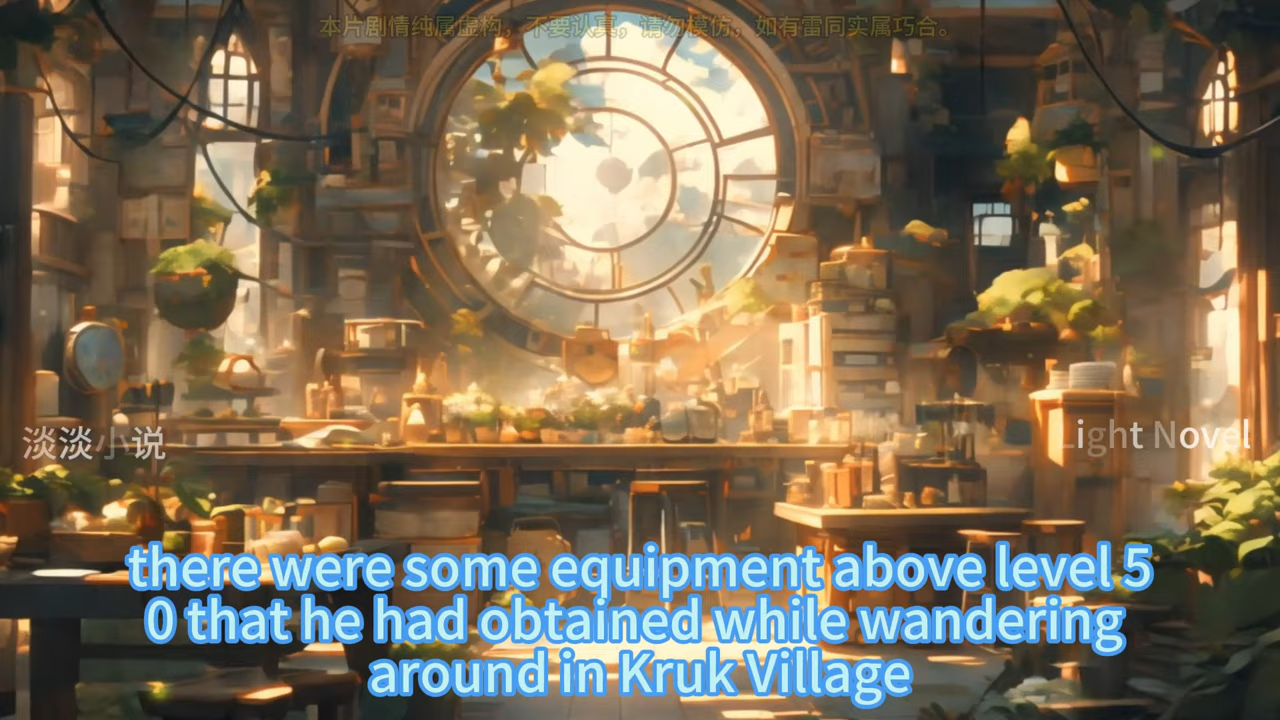 本片剧情纯属虚构，不要认真，请勿模仿，如有雷同实属巧合。
淡淡小说
Light Novel
there were some equipment above level 5
0 that he had obtained while wandering
around in Kruk Village